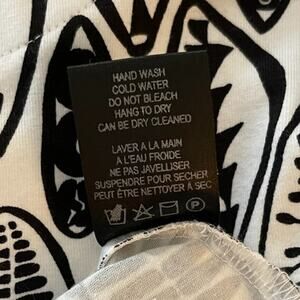 HAND WASH
COLD WATER
DO NOT BLEACH
HANG TO DRY
CAN BE DRY CLEANED
LAVER A LA MAIN
A L'EAU FROIDE
NE PAS JAVELLISER
SUSPENDRE POUR SECHER
PEUT ÊTRE NETTOYER A SEC
P